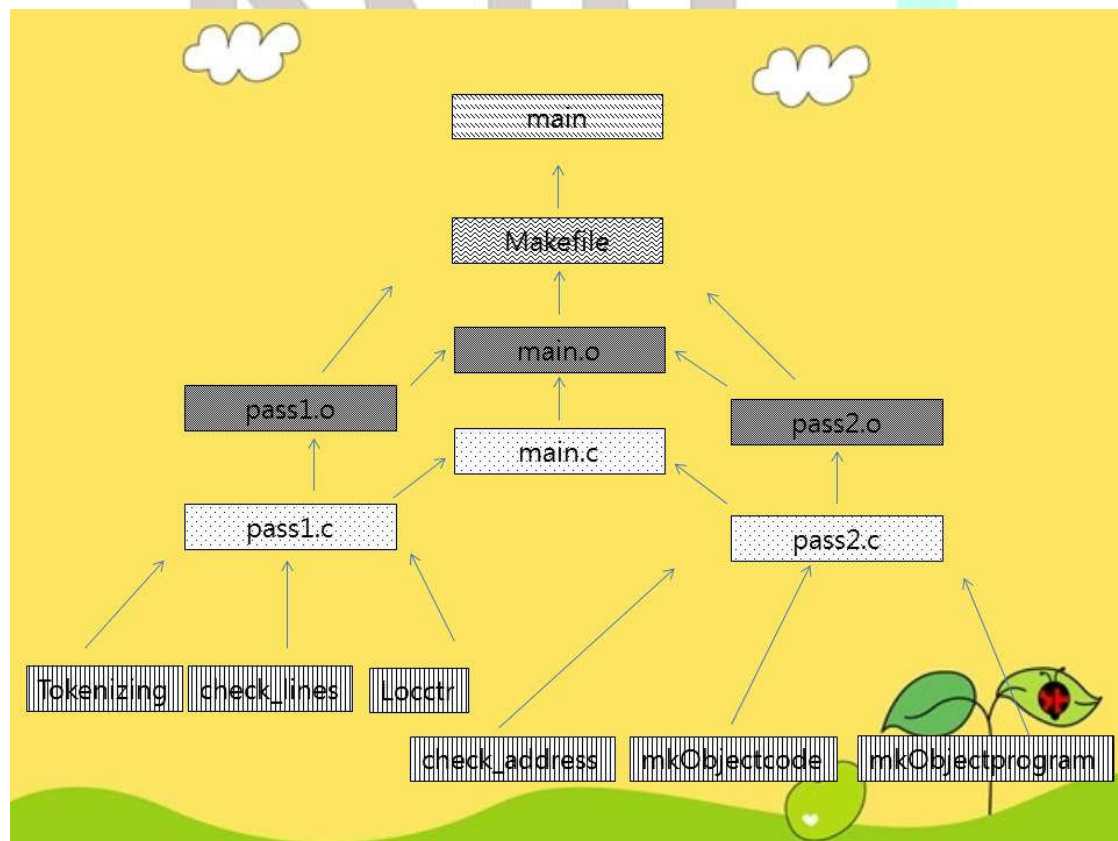 main
Makefile
main.o
pass1.o
pass2.o
main.c
pass1.c
pass2.c
Tokenizing
check_lines
Locctr
check_address
mkObjectcode
mkObjectprogram